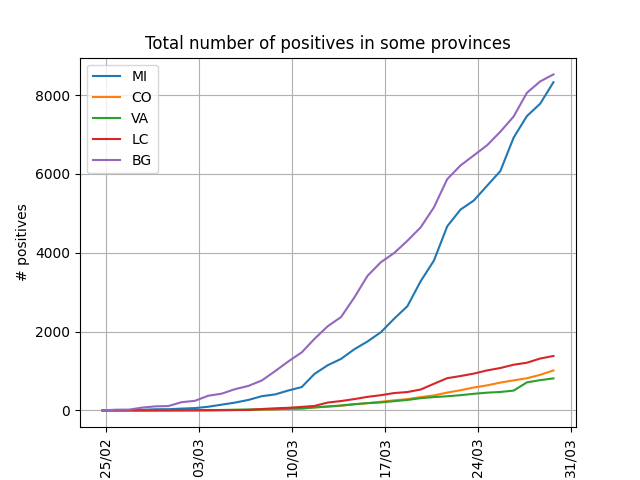 Total number of positives in some provinces
MI
CO
VA
LC
BG
# positives
8000
6000
4000
2000
0
25/02
03/03
10/03
17/03
24/03
31/03